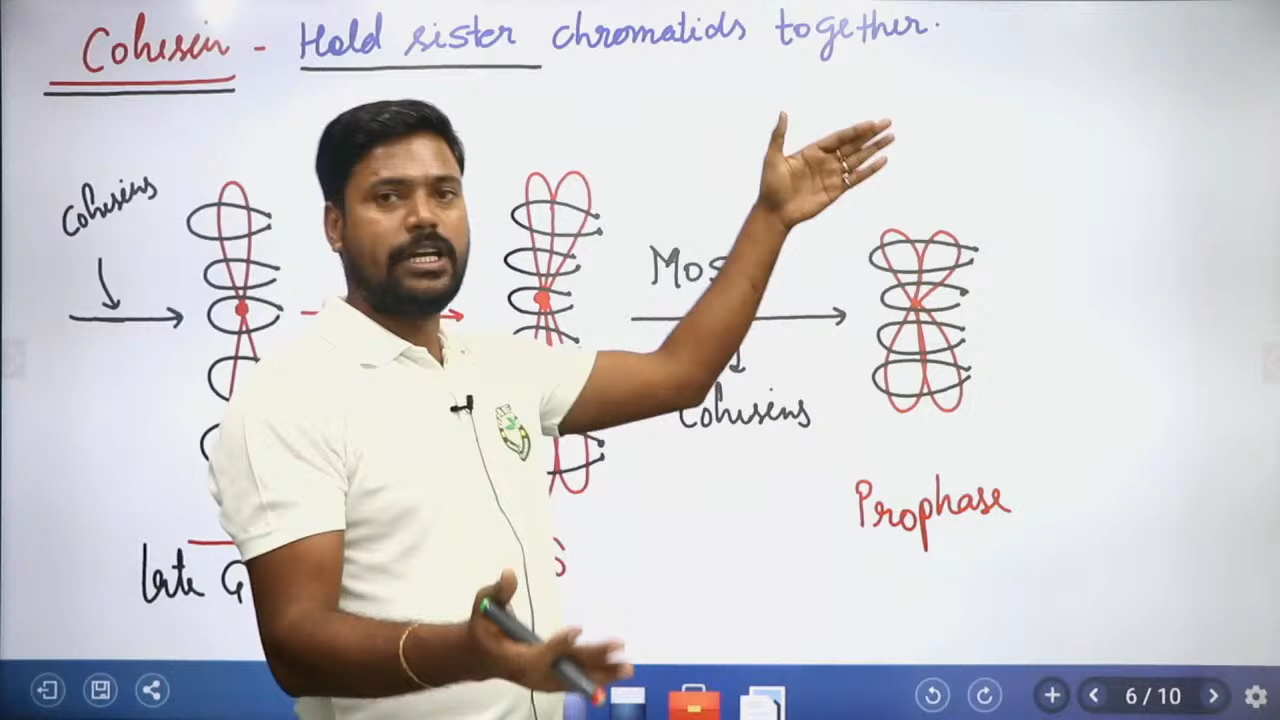 Cohesin - Hold sister chromatids together.
Cohesins
Mos
Cohesins
Prophase
late G
S
6 / 10